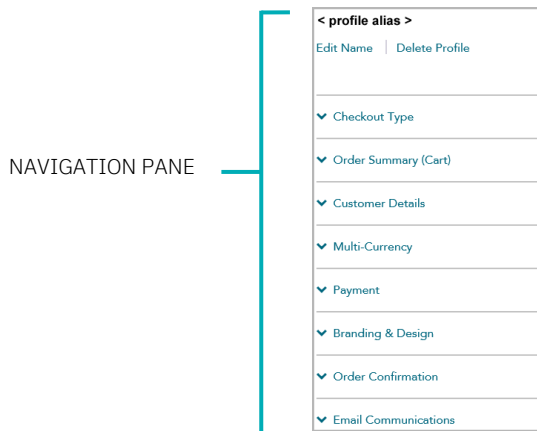 < profile alias >
Edit Name | Delete Profile
Checkout Type
Order Summary (Cart)
NAVIGATION PANE
Customer Details
Multi-Currency
Payment
Branding & Design
Order Confirmation
Email Communications